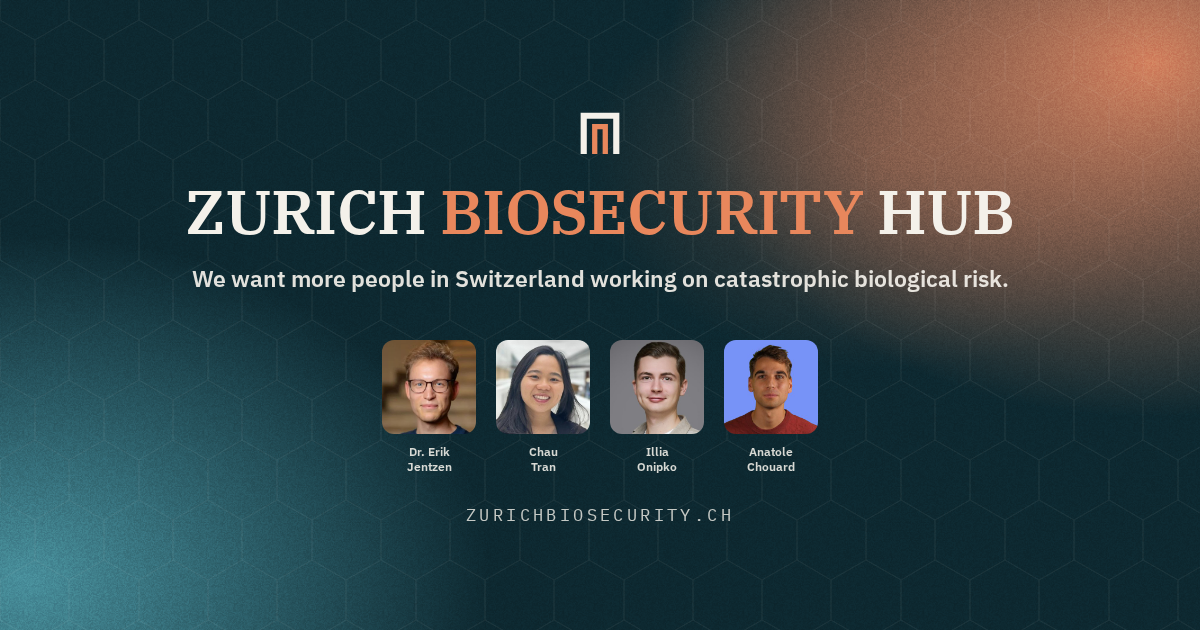 ZURICH BIOSECURITY HUB
We want more people in Switzerland working on catastrophic biological risk.
Dr. Erik
Jentzen
Chau
Tran
Illia
Onipko
Anatole
Chouard
ZURICHBIOSECURITY.CH